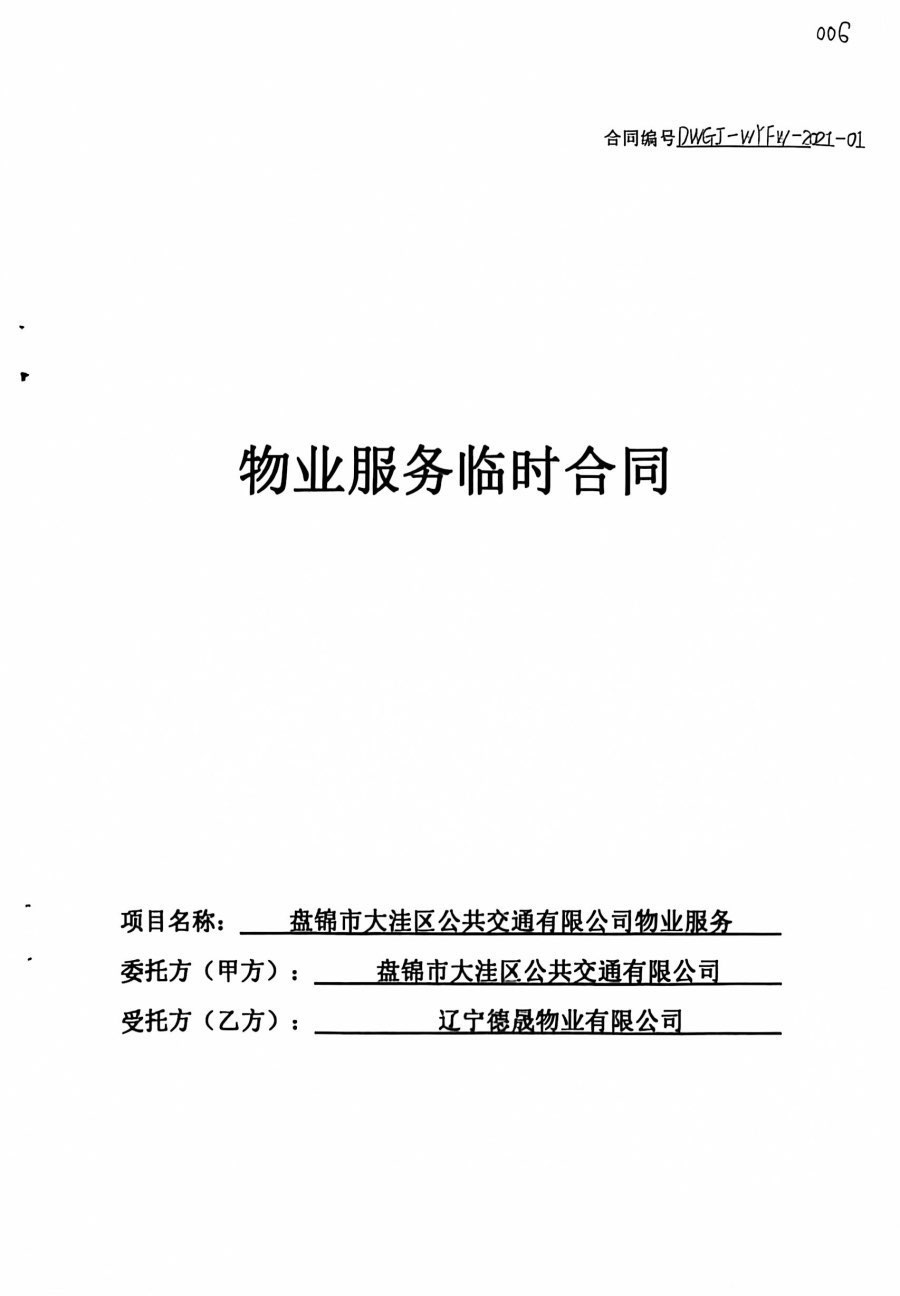 006
合同编号DWGJ-WYFW-2021-01
物业服务临时合同
项目名称：盘锦市大洼区公共交通有限公司物业服务
委托方（甲方）：盘锦市大洼区公共交通有限公司
受托方（乙方）：辽宁德晟物业有限公司